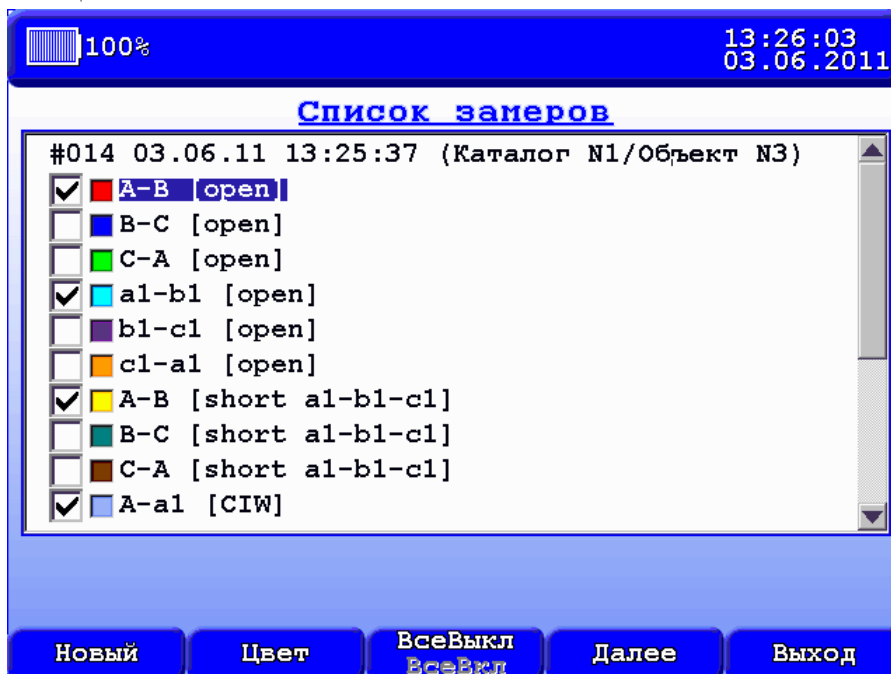 100%
13:26:03
03.06.2011
Список замеров
#014 03.06.11 13:25:37 (Каталог N1/Объект N3)
A-B [open]
B-C [open]
C-A [open]
a1-b1 [open]
b1-c1 [open]
c1-a1 [open]
A-B [short a1-b1-c1]
B-C [short a1-b1-c1]
C-A [short a1-b1-c1]
A-a1 [CIW]
Новый
Цвет
ВсеВыкл
ВсеВкл
Далее
Выход